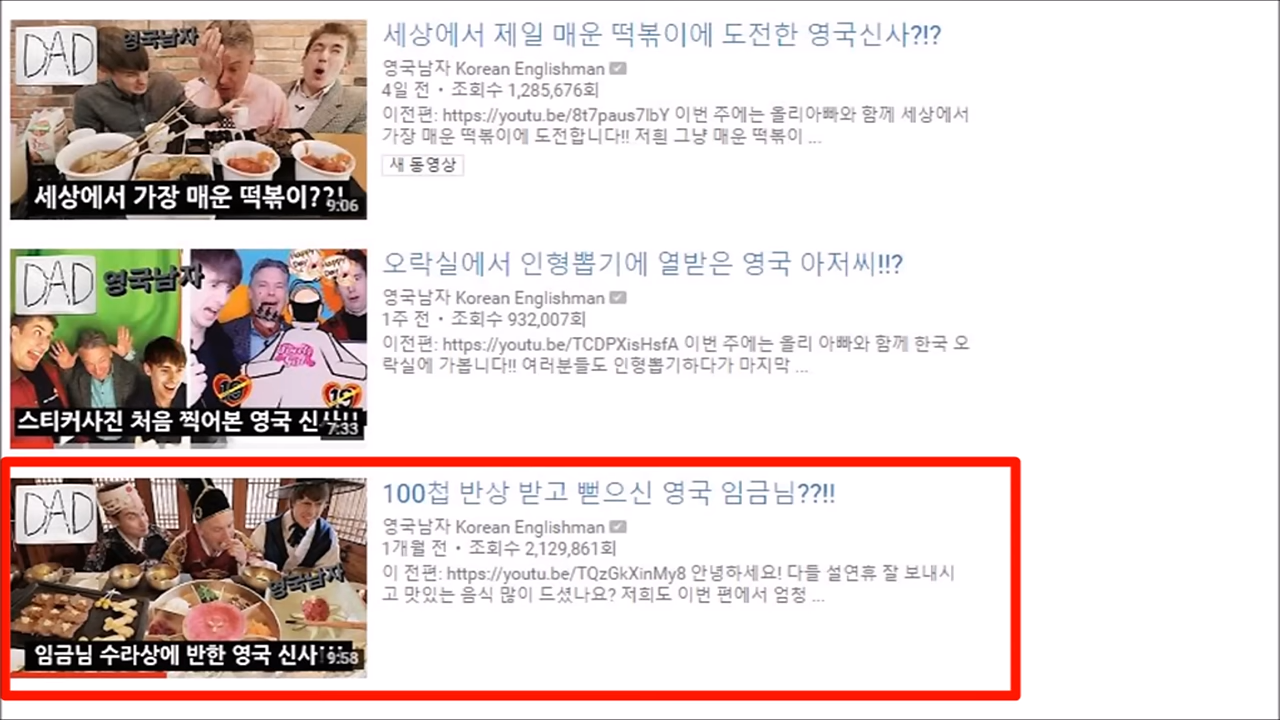 DAD
영국남자
세상에서 가장 매운 떡볶이??!
9:06
세상에서 제일 매운 떡볶이에 도전한 영국신사?!?
영국남자 Korean Englishman
4일 전 · 조회수 1,285,676회
이전편: https://youtu.be/8t7paus7lbY 이번 주에는 올리아빠와 함께 세상에서
가장 매운 떡볶이에 도전합니다!! 저흰 그냥 매운 떡볶이 ...
새 동영상
DAD
영국남자
HAPPY Day!
스티커사진 처음 찍어본 영국 신사!!
7:33
오락실에서 인형뽑기에 열받은 영국 아저씨!!?
영국남자 Korean Englishman
1주 전 · 조회수 932,007회
이전편: https://youtu.be/TCDPXisHsfA 이번 주에는 올리 아빠와 함께 한국 오
락실에 가봅니다!! 여러분들도 인형뽑기하다가 마지막 ...
DAD
영국남자
임금님 수라상에 반한 영국 신사!!!
9:58
100첩 반상 받고 뻗으신 영국 임금님??!!
영국남자 Korean Englishman
1개월 전 · 조회수 2,129,861회
이 전편: https://youtu.be/TQzGkXinMy8 안녕하세요! 다들 설연휴 잘 보내시
고 맛있는 음식 많이 드셨나요? 저희도 이번 편에서 엄청 ...